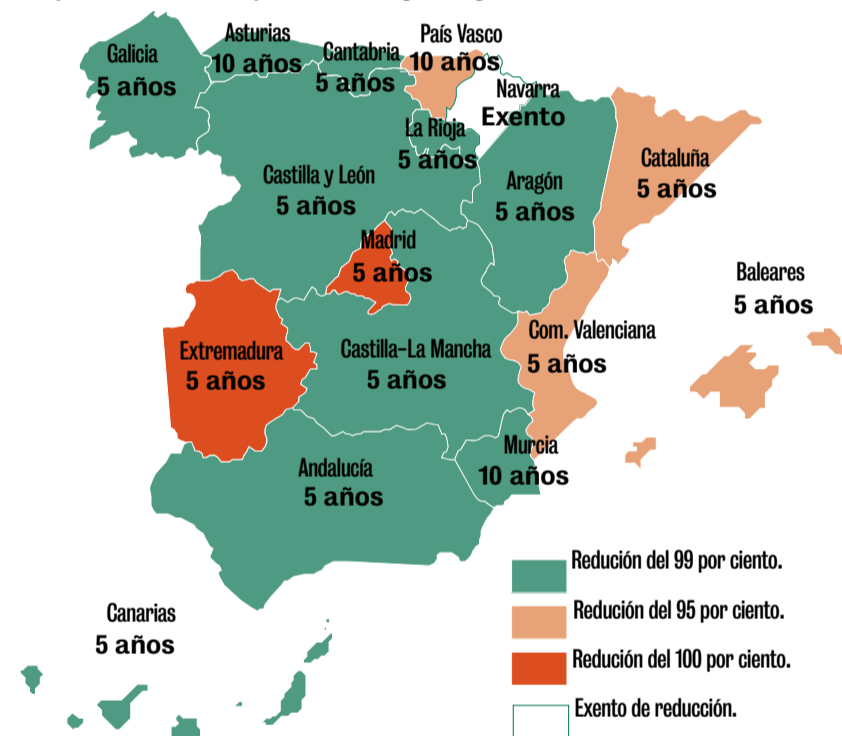 Galicia
5 años
Asturias
10 años
Cantabria
5 años
País Vasco
10 años
Navarra
Exento
La Rioja
5 años
Castilla y León
5 años
Aragón
5 años
Cataluña
5 años
Madrid
5 años
Baleares
5 años
Extremadura
5 años
Castilla-La Mancha
5 años
Com. Valenciana
5 años
Murcia
10 años
Andalucía
5 años
Canarias
5 años
Redución del 99 por ciento.
Redución del 95 por ciento.
Redución del 100 por ciento.
Exento de reducción.